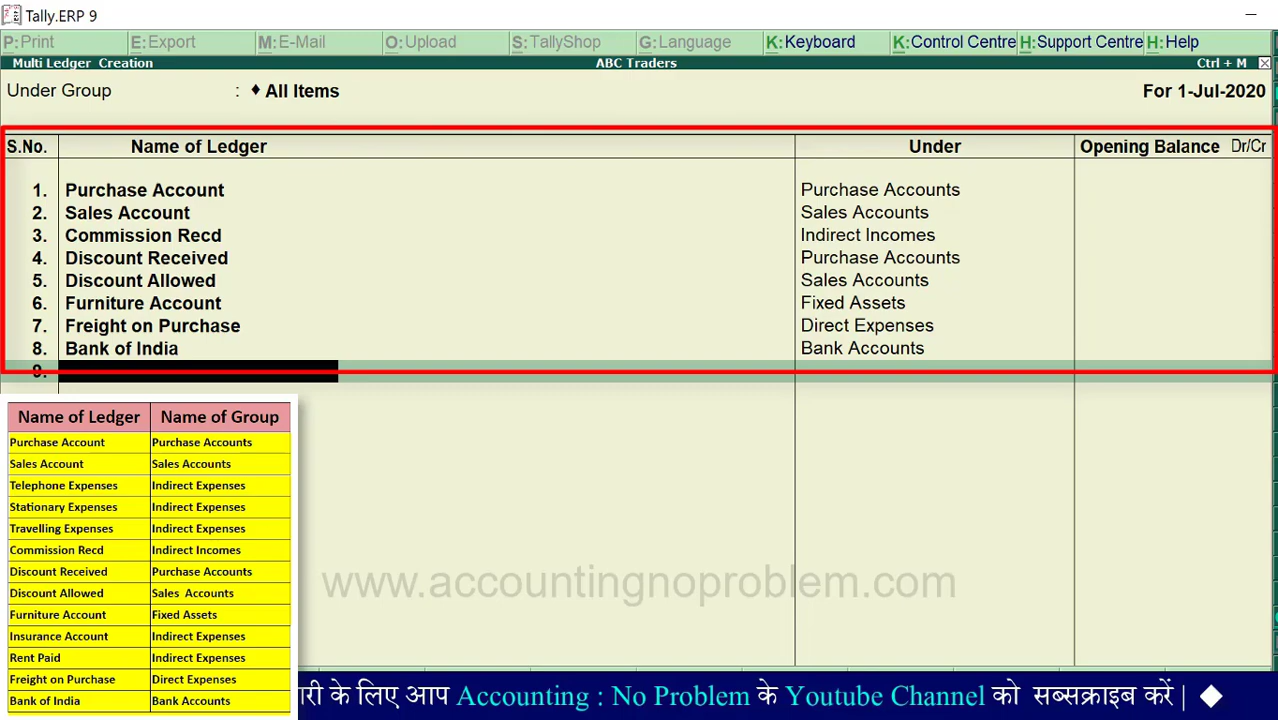 Tally.ERP 9
P:Print E:Export M:E-Mail O:Upload S:TallyShop G:Language K:Keyboard K:Control Centre H:Support Centre H:Help
Multi Ledger Creation ABC Traders Ctrl + M
Under Group : ♦ All Items For 1-Jul-2020
S.No. Name of Ledger Under Opening Balance Dr/Cr
1. Purchase Account Purchase Accounts
2. Sales Account Sales Accounts
3. Commission Recd Indirect Incomes
4. Discount Received Purchase Accounts
5. Discount Allowed Sales Accounts
6. Furniture Account Fixed Assets
7. Freight on Purchase Direct Expenses
8. Bank of India Bank Accounts
9.
Name of Ledger Name of Group
Purchase Account Purchase Accounts
Sales Account Sales Accounts
Telephone Expenses Indirect Expenses
Stationary Expenses Indirect Expenses
Travelling Expenses Indirect Expenses
Commission Recd Indirect Incomes
Discount Received Purchase Accounts
Discount Allowed Sales Accounts
Furniture Account Fixed Assets
Insurance Account Indirect Expenses
Rent Paid Indirect Expenses
Freight on Purchase Direct Expenses
Bank of India Bank Accounts
www.accountingnoproblem.com
के लिए आप Accounting : No Problem के Youtube Channel को सब्सक्राइब करें | ◆